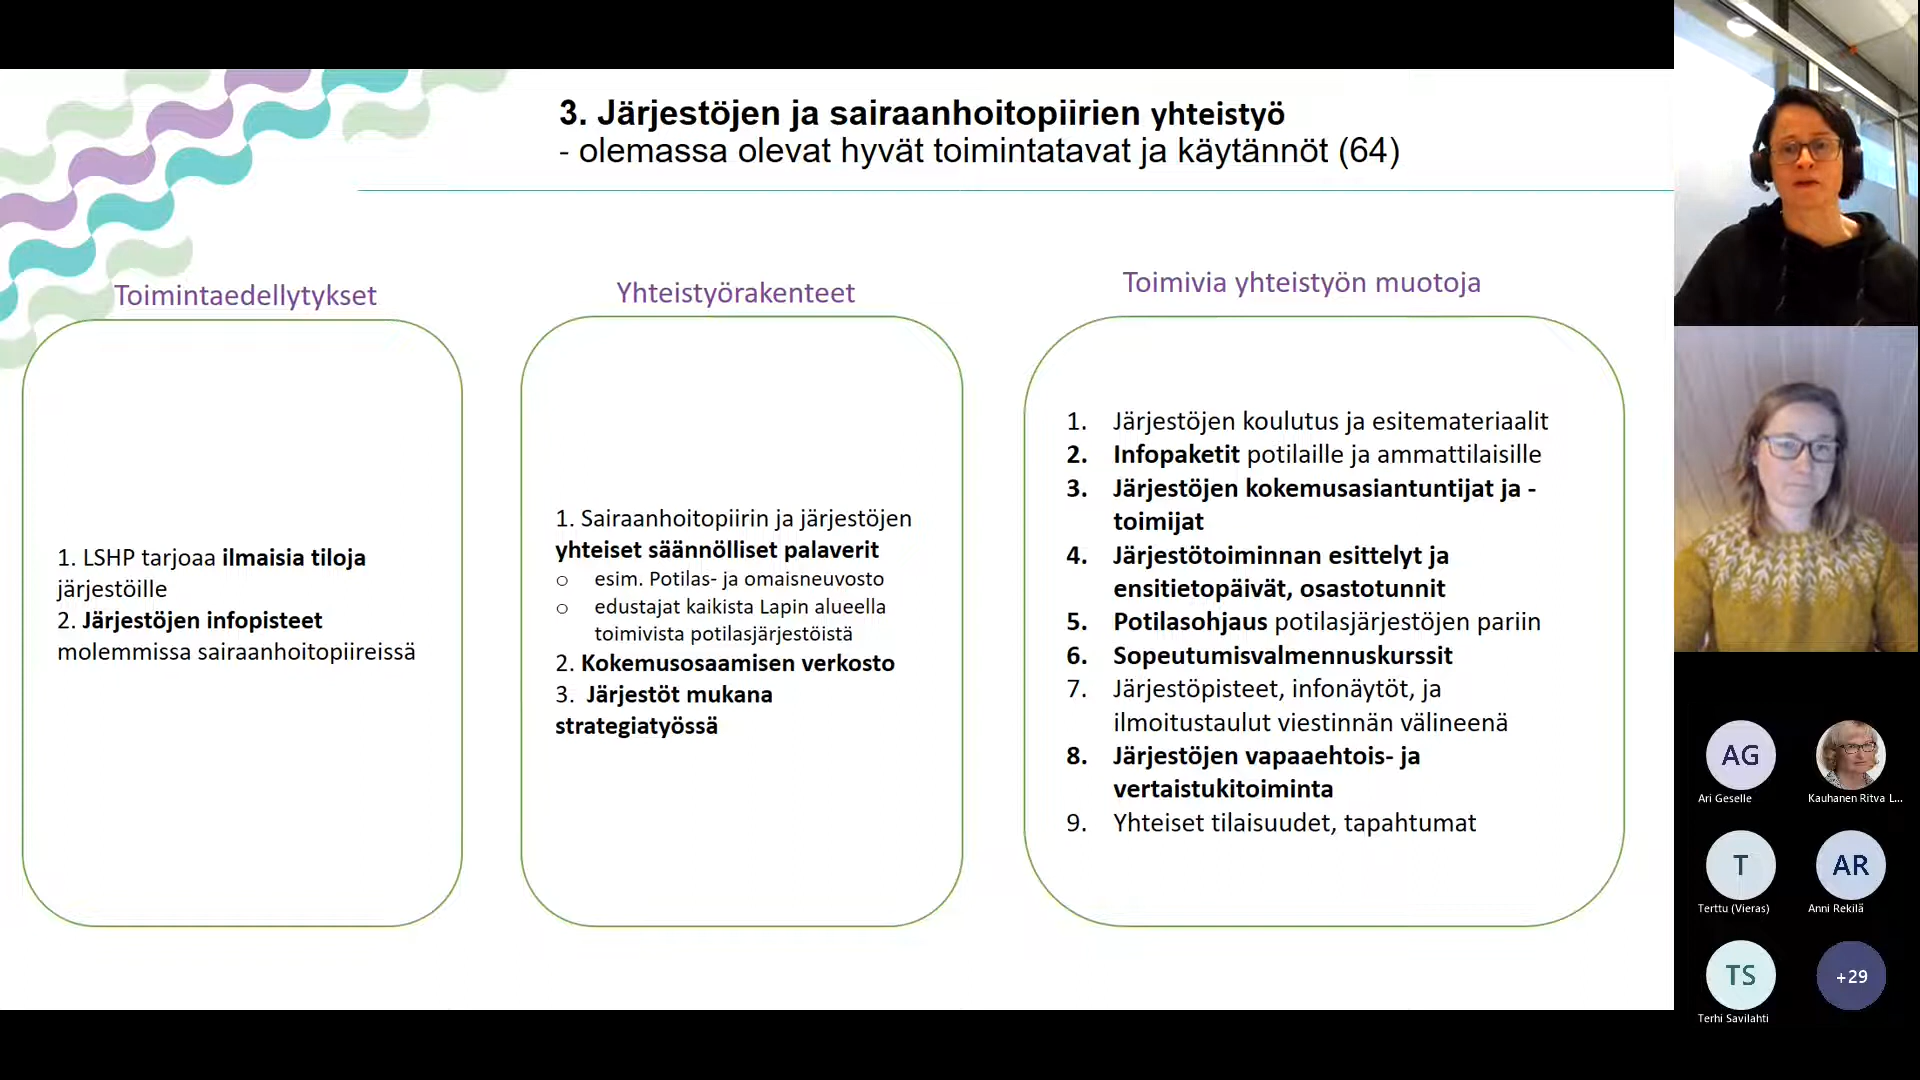 3. Järjestöjen ja sairaanhoitopiirien yhteistyö
- olemassa olevat hyvät toimintatavat ja käytännöt (64)
Toimintaedellytykset
1. LSHP tarjoaa ilmaisia tiloja
järjestöille
2. Järjestöjen infopisteet
molemmissa sairaanhoitopiireissä
Yhteistyörakenteet
1. Sairaanhoitopiirin ja järjestöjen
yhteiset säännölliset palaverit
o esim. Potilas- ja omaisneuvosto
o edustajat kaikista Lapin alueella
toimivista potilasjärjestöistä
2. Kokemusosaamisen verkosto
3. Järjestöt mukana
strategiatyössä
Toimivia yhteistyön muotoja
1. Järjestöjen koulutus ja esitemateriaalit
2. Infopaketit potilaille ja ammattilaisille
3. Järjestöjen kokemusasiantuntijat ja -
toimijat
4. Järjestötoiminnan esittelyt ja
ensitietopäivät, osastotunnit
5. Potilasohjaus potilasjärjestöjen pariin
6. Sopeutumisvalmennuskurssit
7. Järjestöpisteet, infonäytöt, ja
ilmoitustaulut viestinnän välineenä
8. Järjestöjen vapaaehtois- ja
vertaistukitoiminta
9. Yhteiset tilaisuudet, tapahtumat
AG
Ari Geselle
Kauhanen Ritva L...
T
Terttu (Vieras)
AR
Anni Rekilä
TS
Terhi Savilahti
+29